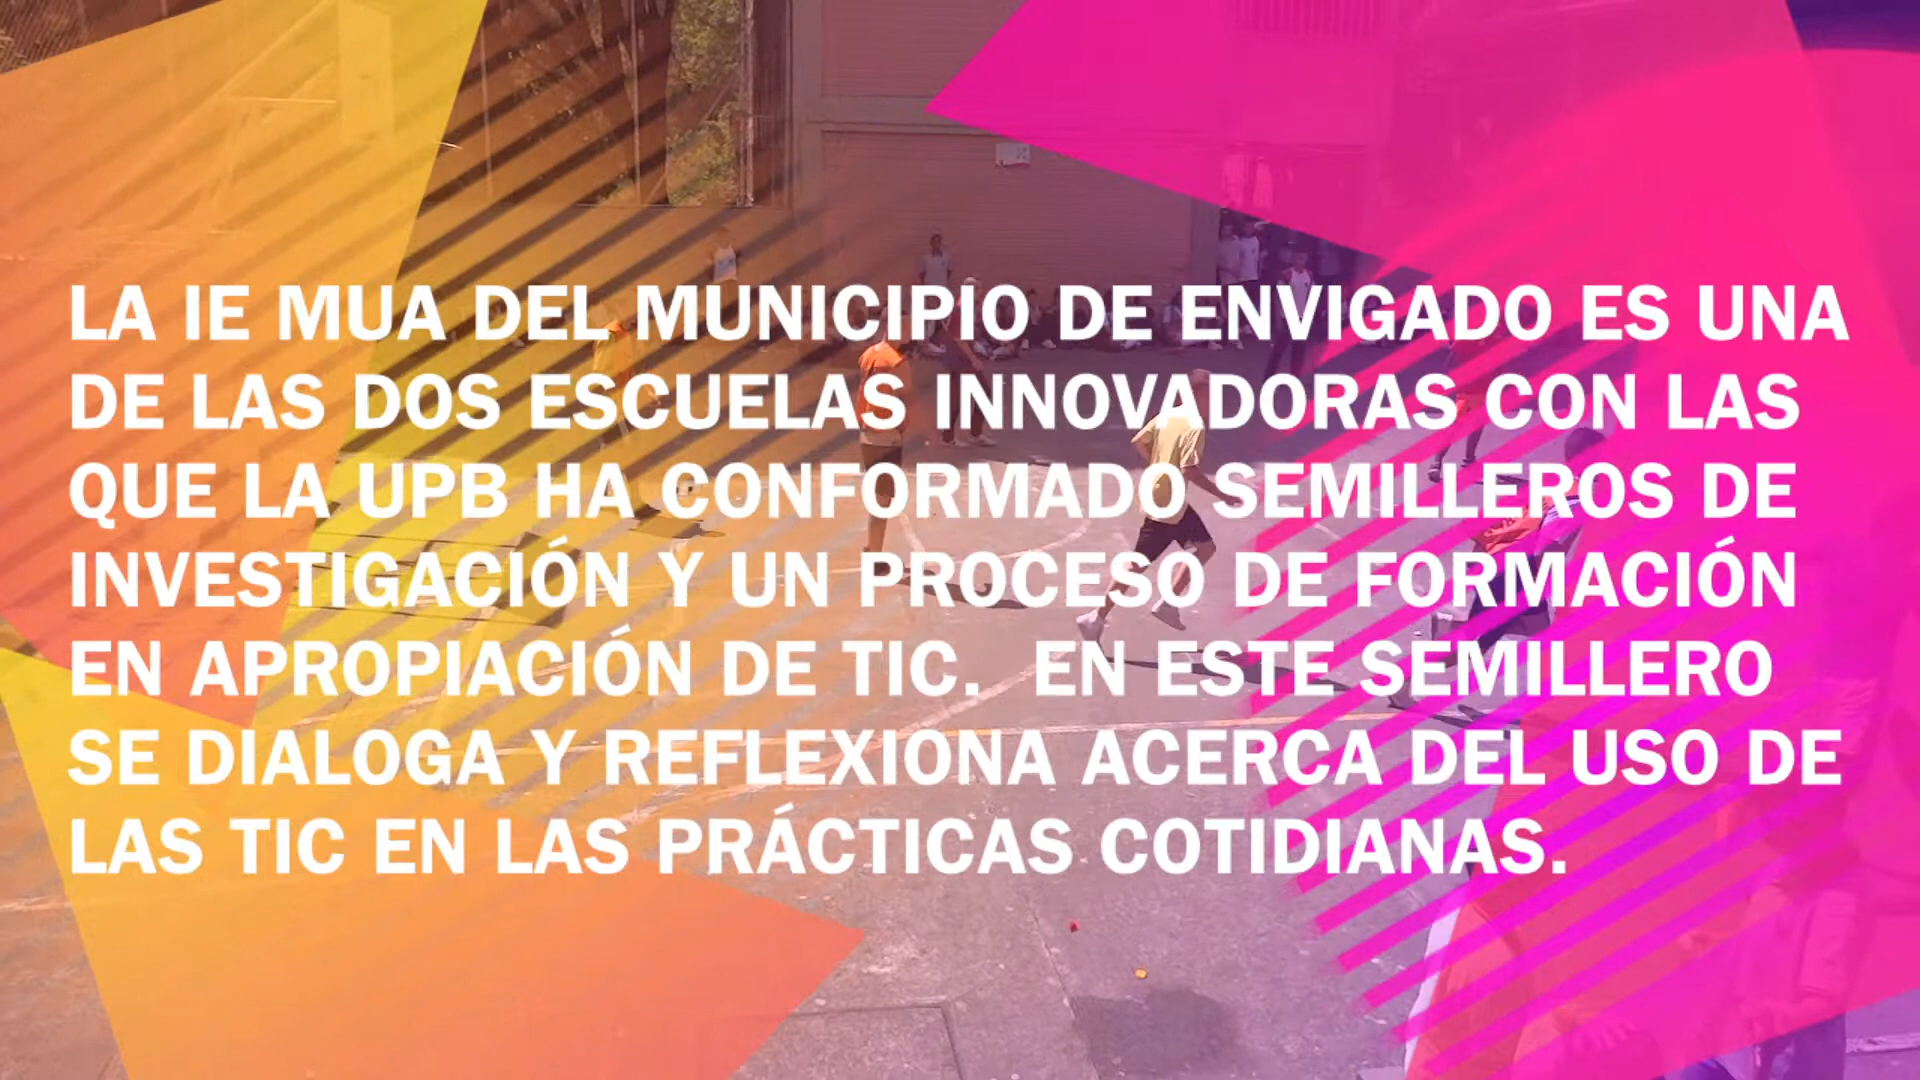 LA IE MUA DEL MUNICIPIO DE ENVIGADO ES UNA
DE LAS DOS ESCUELAS INNOVADORAS CON LAS
QUE LA UPB HA CONFORMADO SEMILLEROS DE
INVESTIGACIÓN Y UN PROCESO DE FORMACIÓN
EN APROPIACIÓN DE TIC.  EN ESTE SEMILLERO
SE DIALOGA Y REFLEXIONA ACERCA DEL USO DE
LAS TIC EN LAS PRÁCTICAS COTIDIANAS.